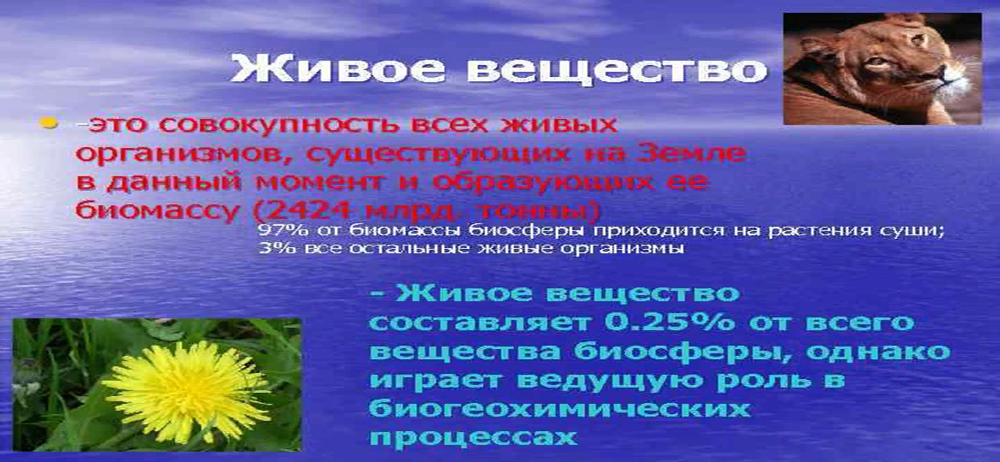 Живое вещество
-это совокупность всех живых
организмов, существующих на Земле
в данный момент и образующих ее
биомассу (2424 млрд. тонны)
97% от биомассы биосферы приходится на растения суши;
3% все остальные живые организмы
- Живое вещество
составляет 0.25% от всего
вещества биосферы, однако
играет ведущую роль в
биогеохимических
процессах